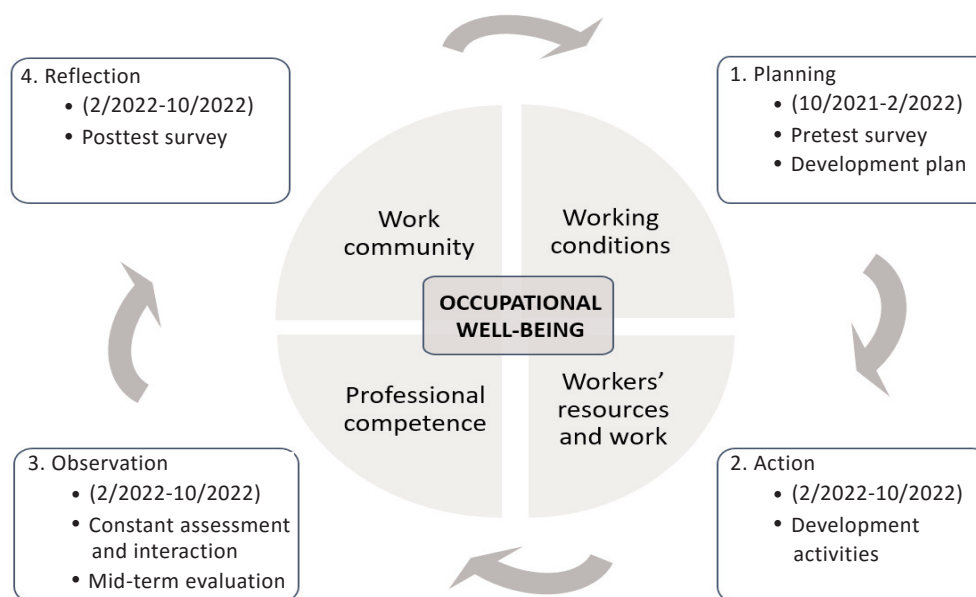 4. Reflection
• (2/2022-10/2022)
• Posttest survey
1. Planning
• (10/2021-2/2022)
• Pretest survey
• Development plan
Work
community
Working
conditions
OCCUPATIONAL
WELL-BEING
Professional
competence
Workers’
resources
and work
3. Observation
• (2/2022-10/2022)
• Constant assessment
and interaction
• Mid-term evaluation
2. Action
• (2/2022-10/2022)
• Development
activities